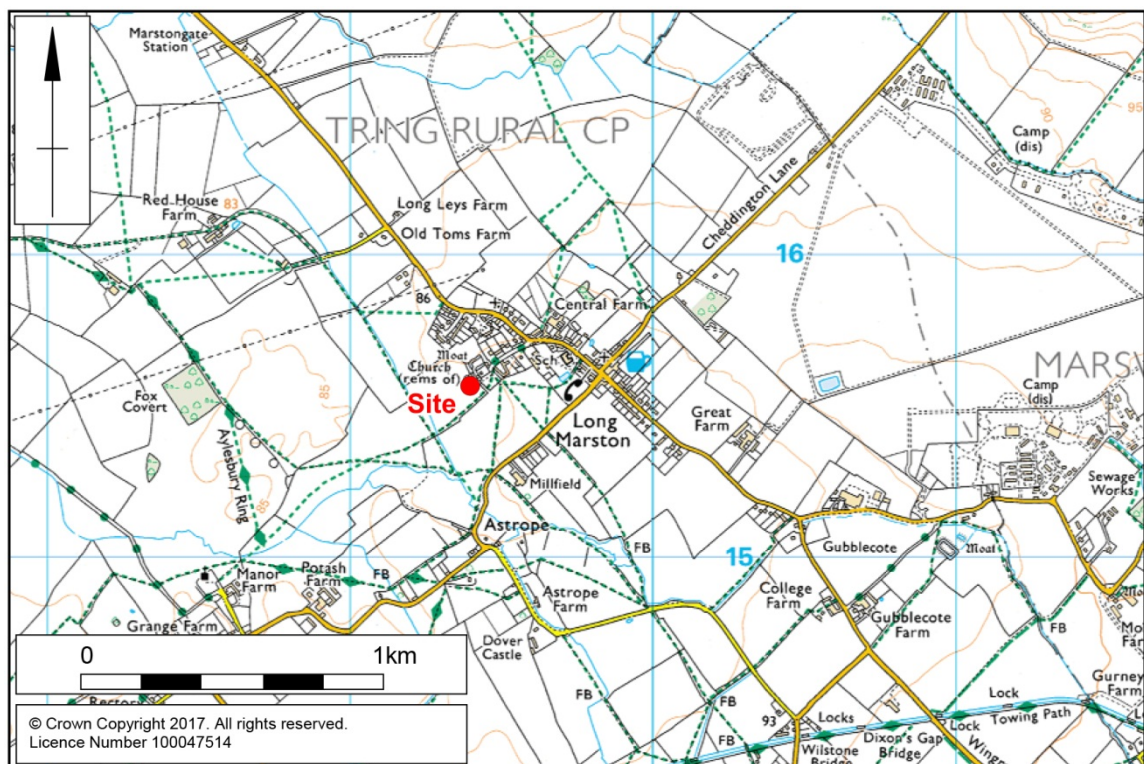 Marstongate
Station
TRING RURAL CP
Camp
(dis)
90
95
Cheddington Lane
Red House
Farm
83
Long Leys Farm
Old Toms Farm
16
86
Central Farm
Moat
Church
(rems of)
Sch
Site
MARSW
Fox
Covert
85
Long
Marston
Great
Farm
Camp
(dis)
Aylesbury Ring
85
Millfield
Sewage
Works
Astrope
15
Gubblecote
Moat
FB
Manor
Farm
Potash
Farm
FB
Astrope
Farm
College
Farm
Gubblecote
Farm
Grange Farm
Dover
Castle
FB
FB
FB
93
Locks
Lock
Towing Path
Gurney
Farm
FB
Wilstone
Bridge
Dixon's Gap
Bridge
0
1km
© Crown Copyright 2017. All rights reserved.
Licence Number 100047514